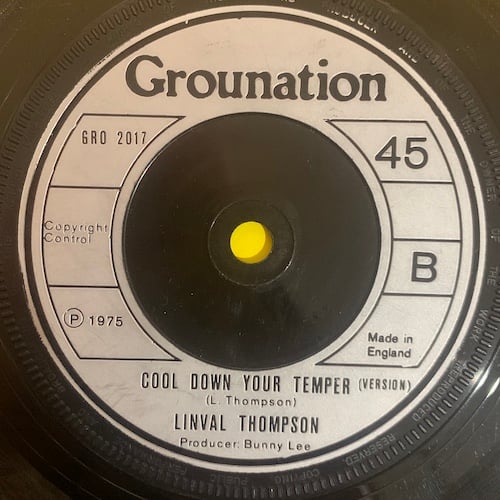 Grounation
GRO 2017
45
Copyright
Control
B
Ⓟ 1975
Made in
England
COOL DOWN YOUR TEMPER (VERSION)
(L. Thompson)
LINVAL THOMPSON
Producer: Bunny Lee